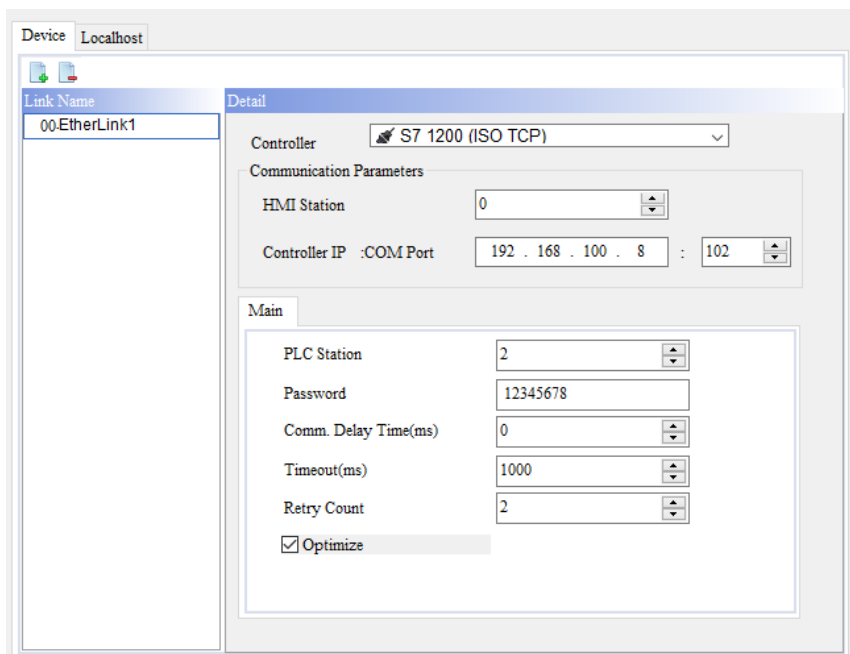 Device Localhost
Link Name
00-EtherLink1
Detail
Controller S7 1200 (ISO TCP)
Communication Parameters
HMI Station 0
Controller IP :COM Port 192 . 168 . 100 . 8 : 102
Main
PLC Station 2
Password 12345678
Comm. Delay Time(ms) 0
Timeout(ms) 1000
Retry Count 2
Optimize